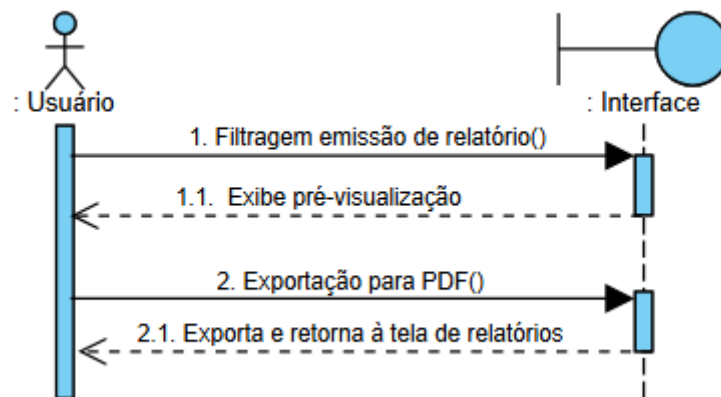 : Usuário
: Interface
1. Filtragem emissão de relatório()
1.1. Exibe pré-visualização
2. Exportação para PDF()
2.1. Exporta e retorna à tela de relatórios